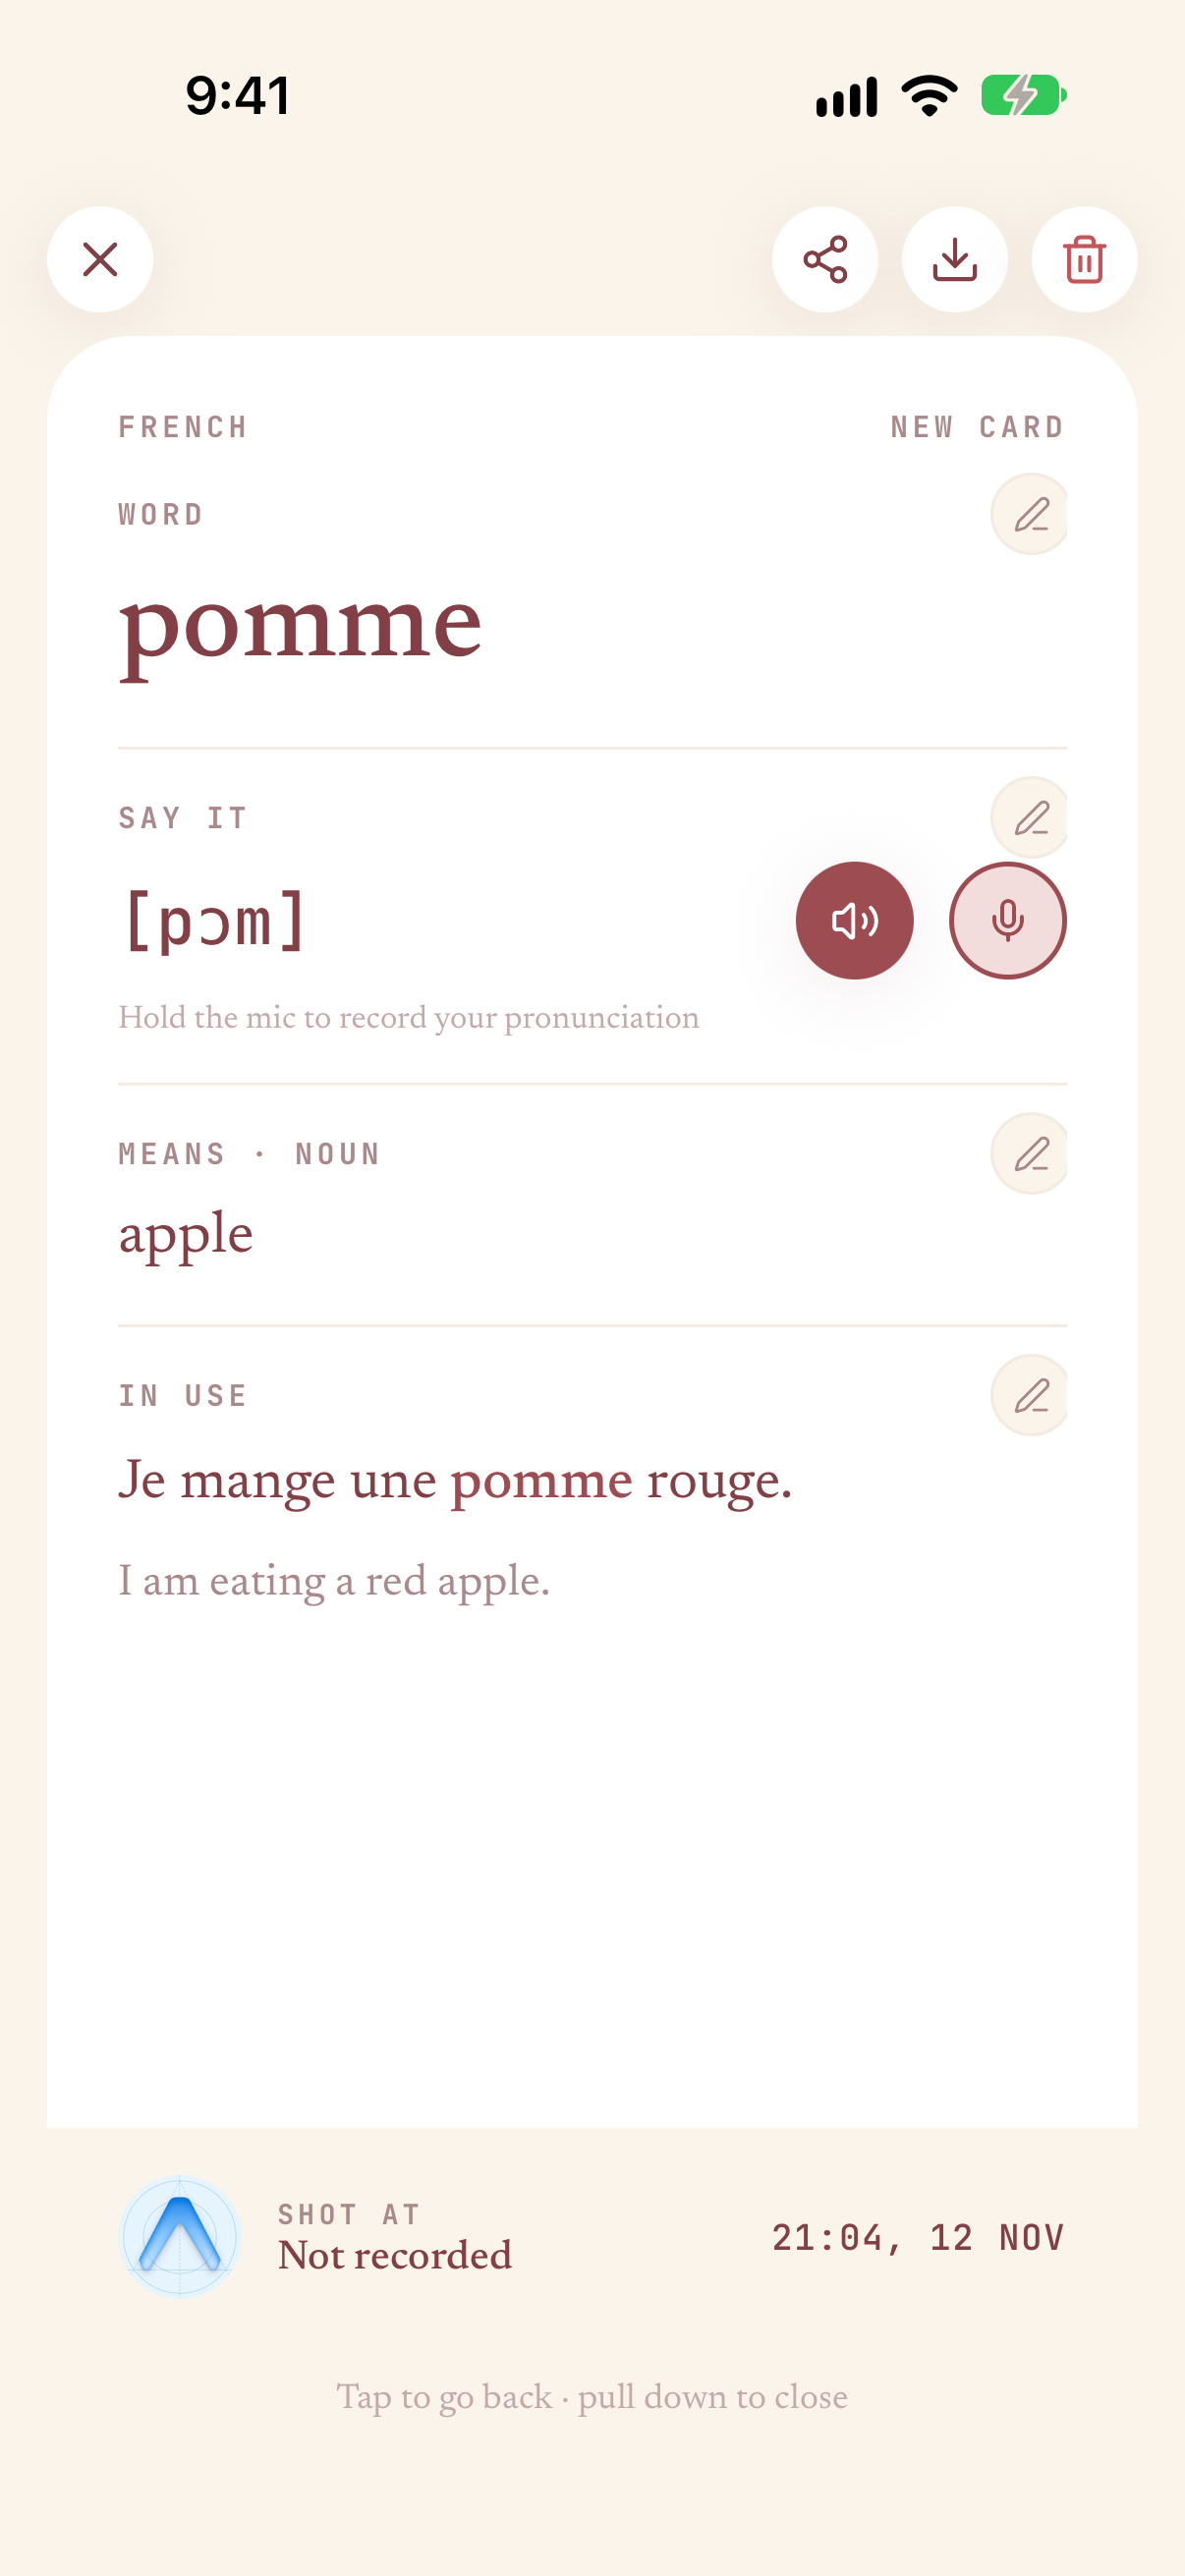 9:41
FRENCH NEW CARD
WORD
pomme
SAY IT
[pɔm]
Hold the mic to record your pronunciation
MEANS · NOUN
apple
IN USE
Je mange une pomme rouge.
I am eating a red apple.
SHOT AT
Not recorded
21:04, 12 NOV
Tap to go back · pull down to close